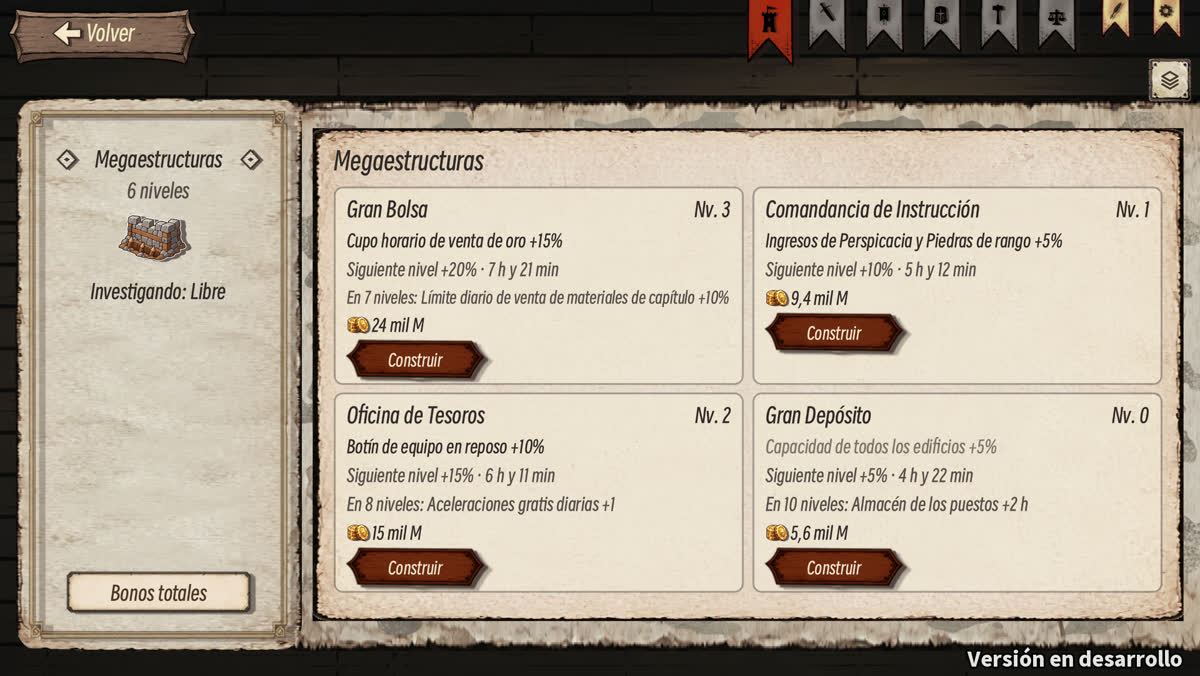 Volver
Megaestructuras
6 niveles
Investigando: Libre
Bonos totales
Megaestructuras
Gran Bolsa
Nv. 3
Cupo horario de venta de oro +15%
Siguiente nivel +20% · 7 h y 21 min
En 7 niveles: Límite diario de venta de materiales de capítulo +10%
24 mil M
Construir
Comandancia de Instrucción
Nv. 1
Ingresos de Perspicacia y Piedras de rango +5%
Siguiente nivel +10% · 5 h y 12 min
9,4 mil M
Construir
Oficina de Tesoros
Nv. 2
Botín de equipo en reposo +10%
Siguiente nivel +15% · 6 h y 11 min
En 8 niveles: Aceleraciones gratis diarias +1
15 mil M
Construir
Gran Depósito
Nv. 0
Capacidad de todos los edificios +5%
Siguiente nivel +5% · 4 h y 22 min
En 10 niveles: Almacén de los puestos +2 h
5,6 mil M
Construir
Versión en desarrollo